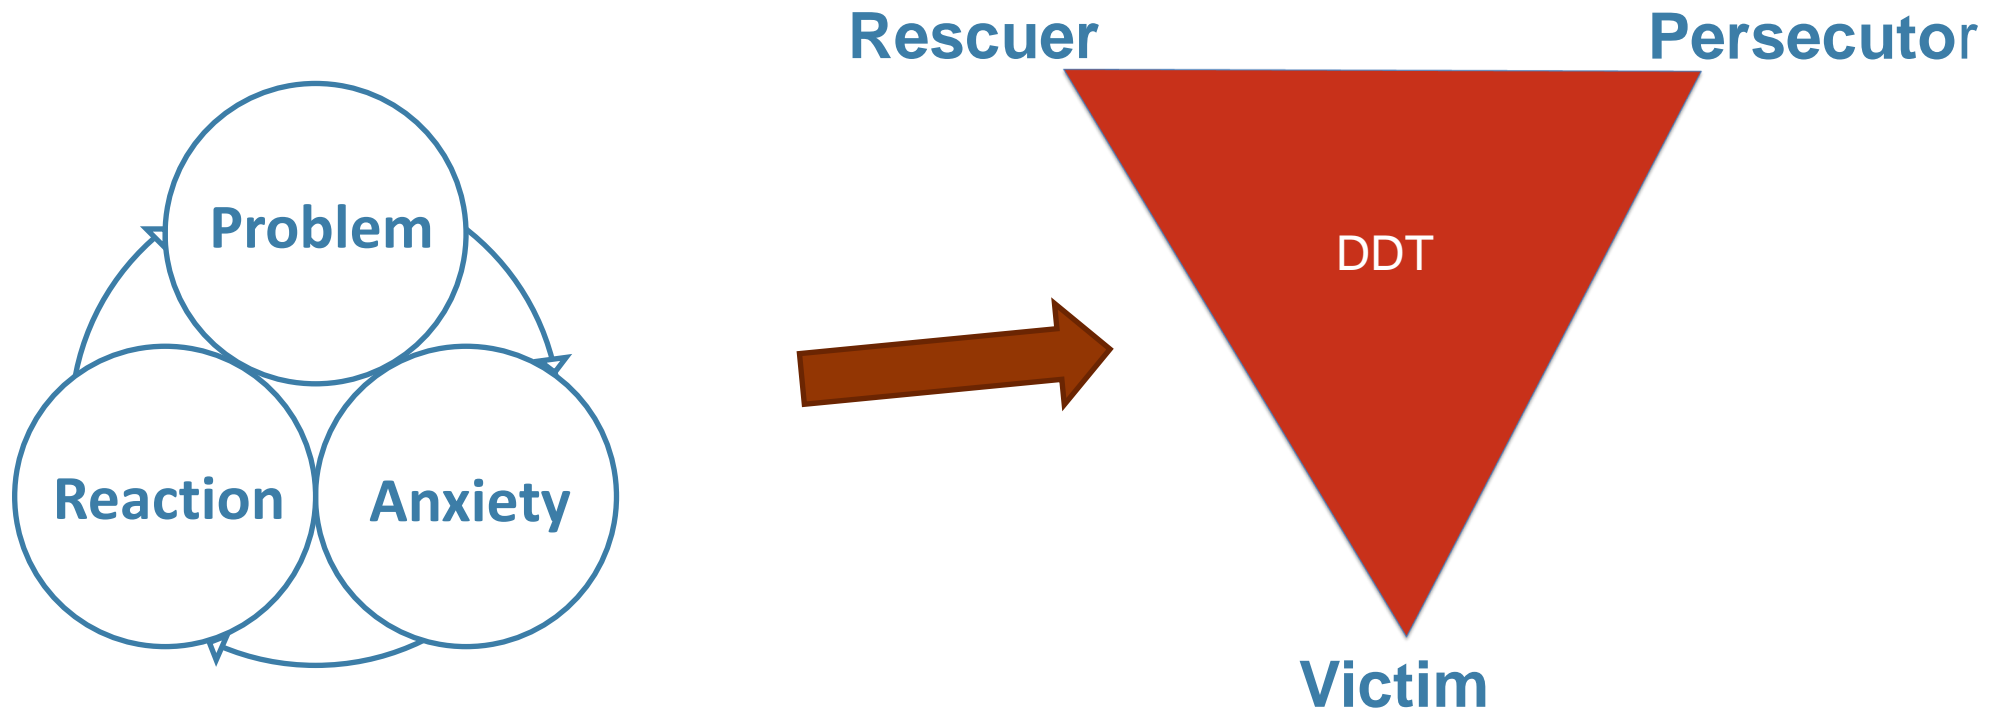 Problem
Reaction
Anxiety
Rescuer
Persecutor
DDT
Victim